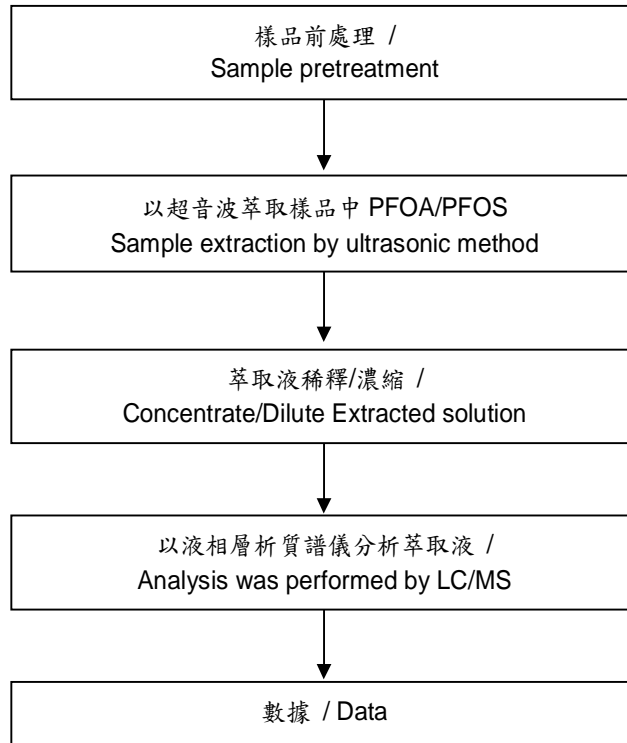 樣品前處理 /
Sample pretreatment
以超音波萃取樣品中 PFOA/PFOS
Sample extraction by ultrasonic method
萃取液稀釋/濃縮 /
Concentrate/Dilute Extracted solution
以液相層析質譜儀分析萃取液 /
Analysis was performed by LC/MS
數據 / Data